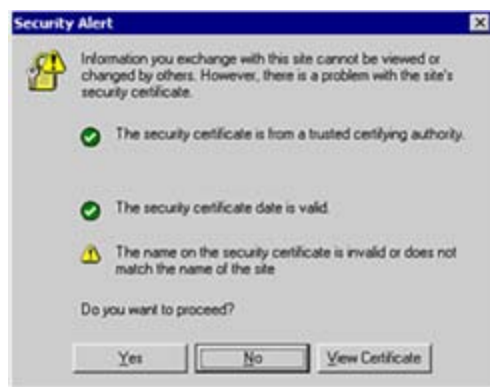 Security Alert
Information you exchange with this site cannot be viewed or
changed by others. However, there is a problem with the site's
security certificate.
The security certificate is from a trusted certifying authority.
The security certificate date is valid.
The name on the security certificate is invalid or does not
match the name of the site
Do you want to proceed?
Yes
No
View Certificate